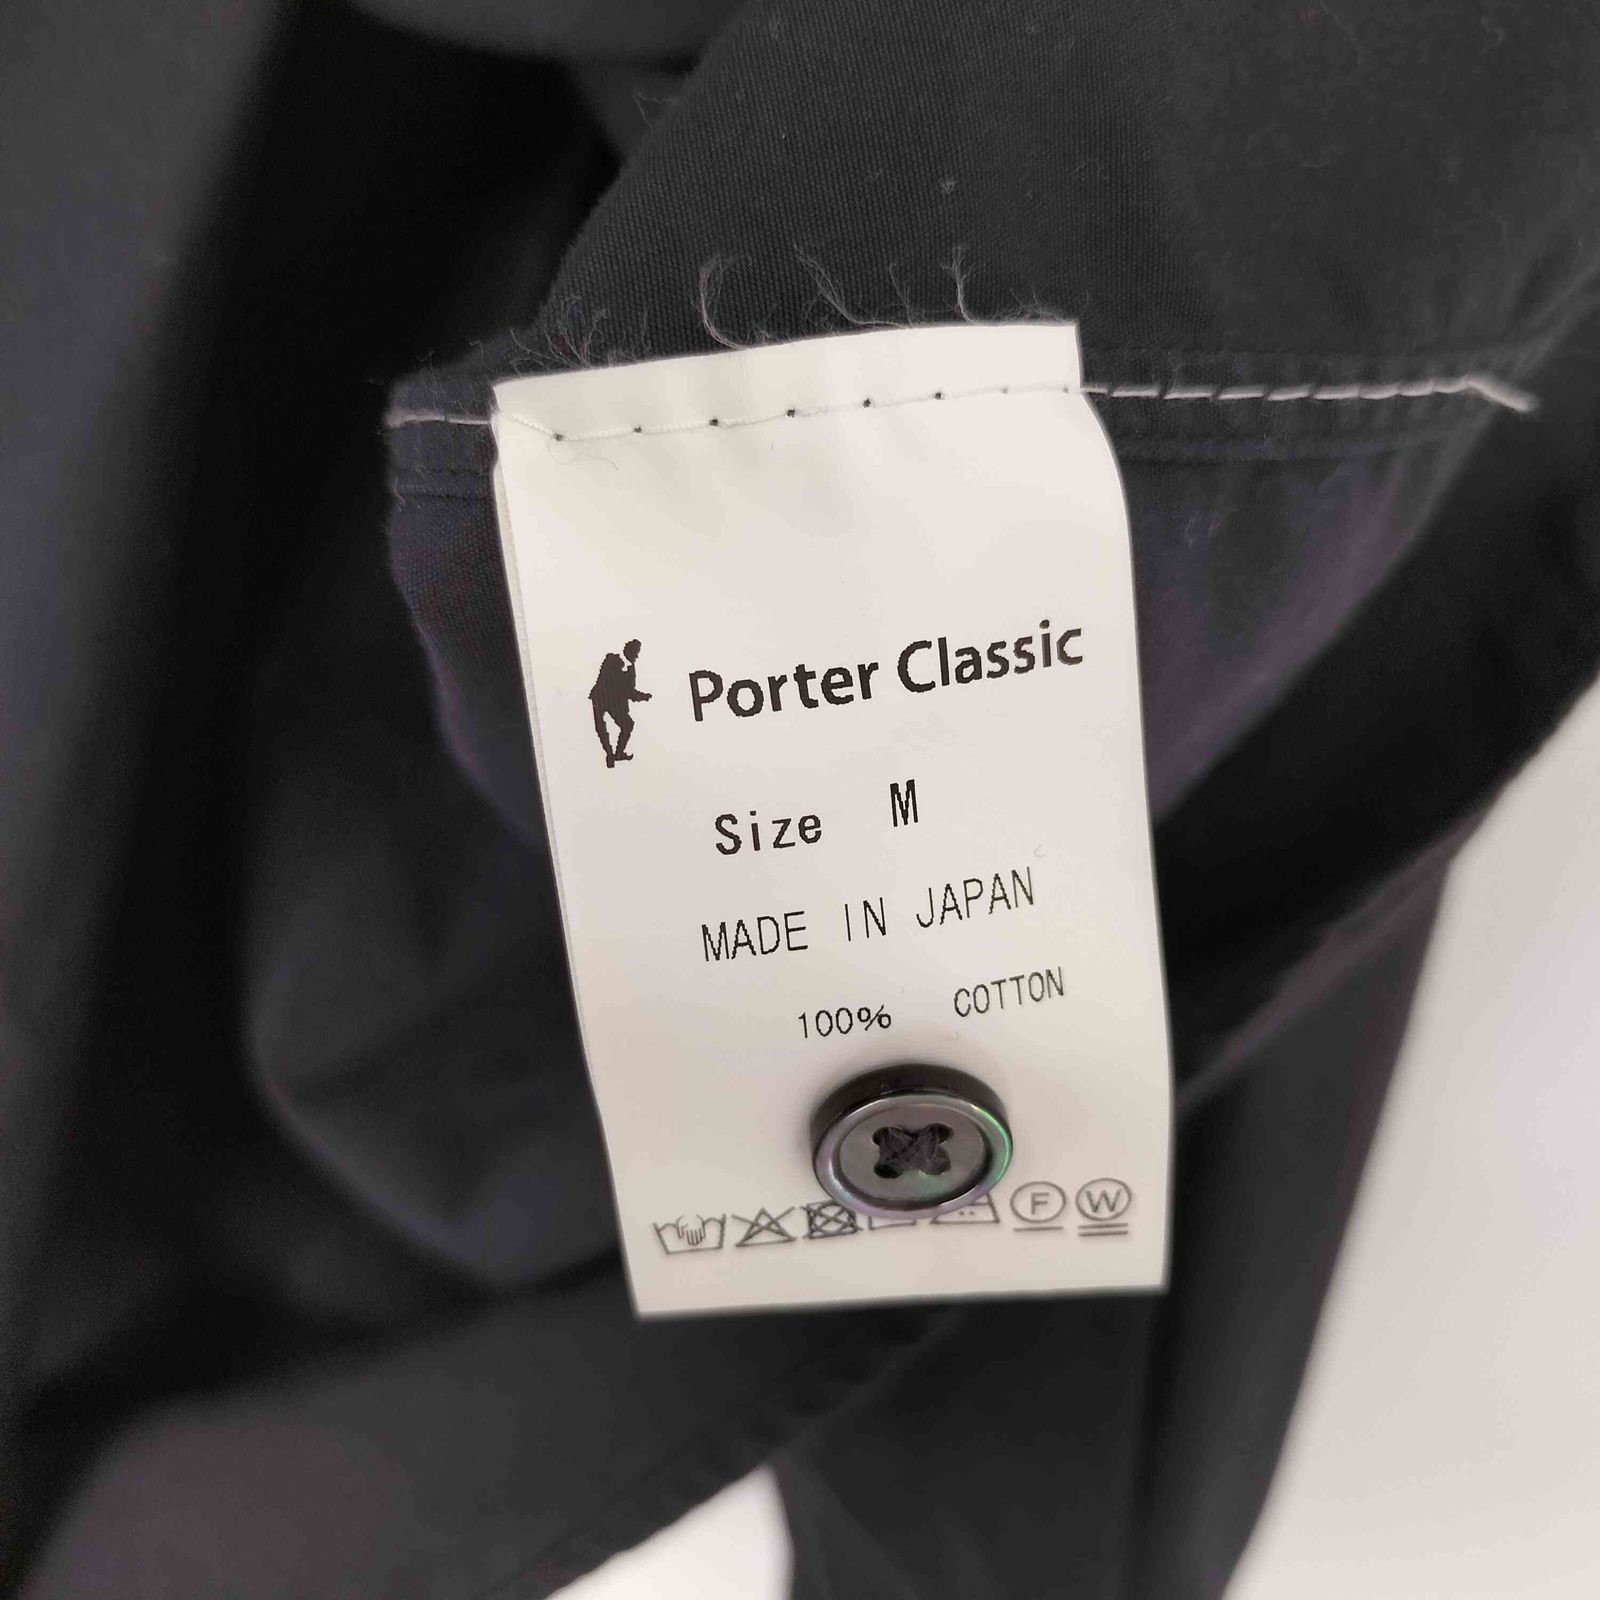 Porter Classic
Size M
MADE IN JAPAN
100% COTTON
F W